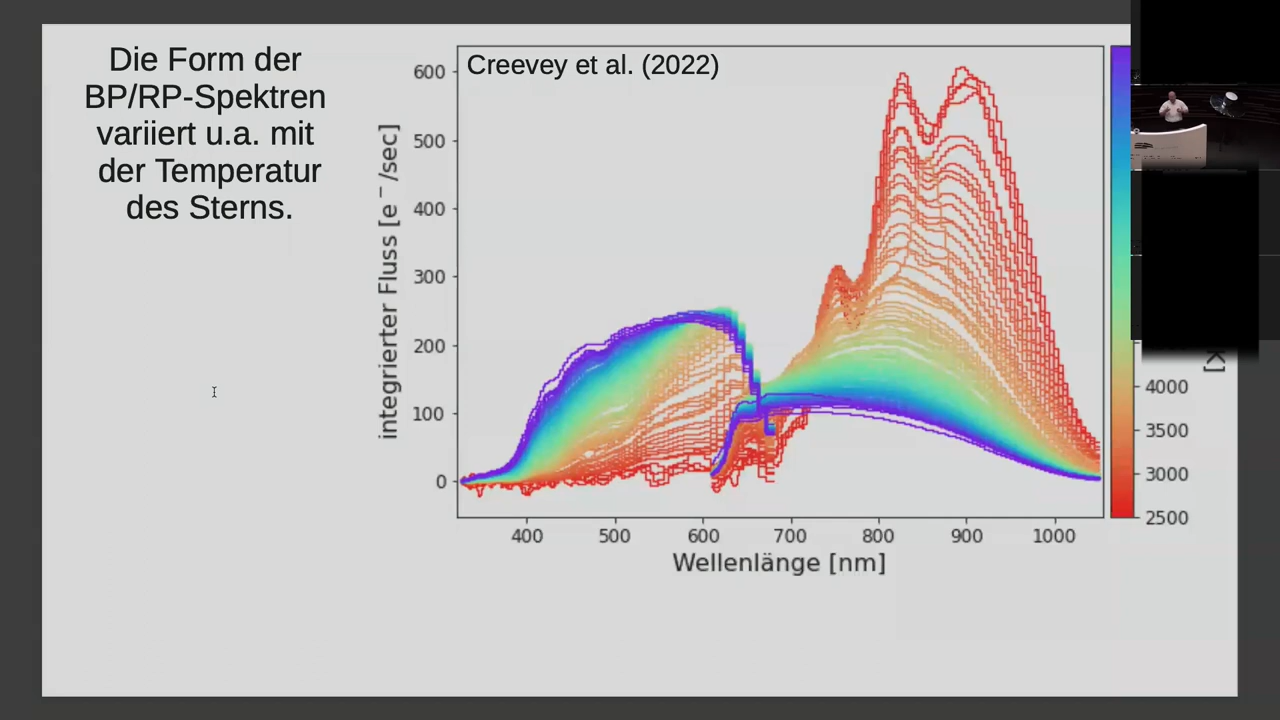 Die Form der
BP/RP-Spektren
variiert u.a. mit
der Temperatur
des Sterns.
Creevey et al. (2022)
integrierter Fluss [e⁻/sec]
600
500
400
300
200
100
0
400 500 600 700 800 900 1000
Wellenlänge [nm]
4000
3500
3000
2500
K]